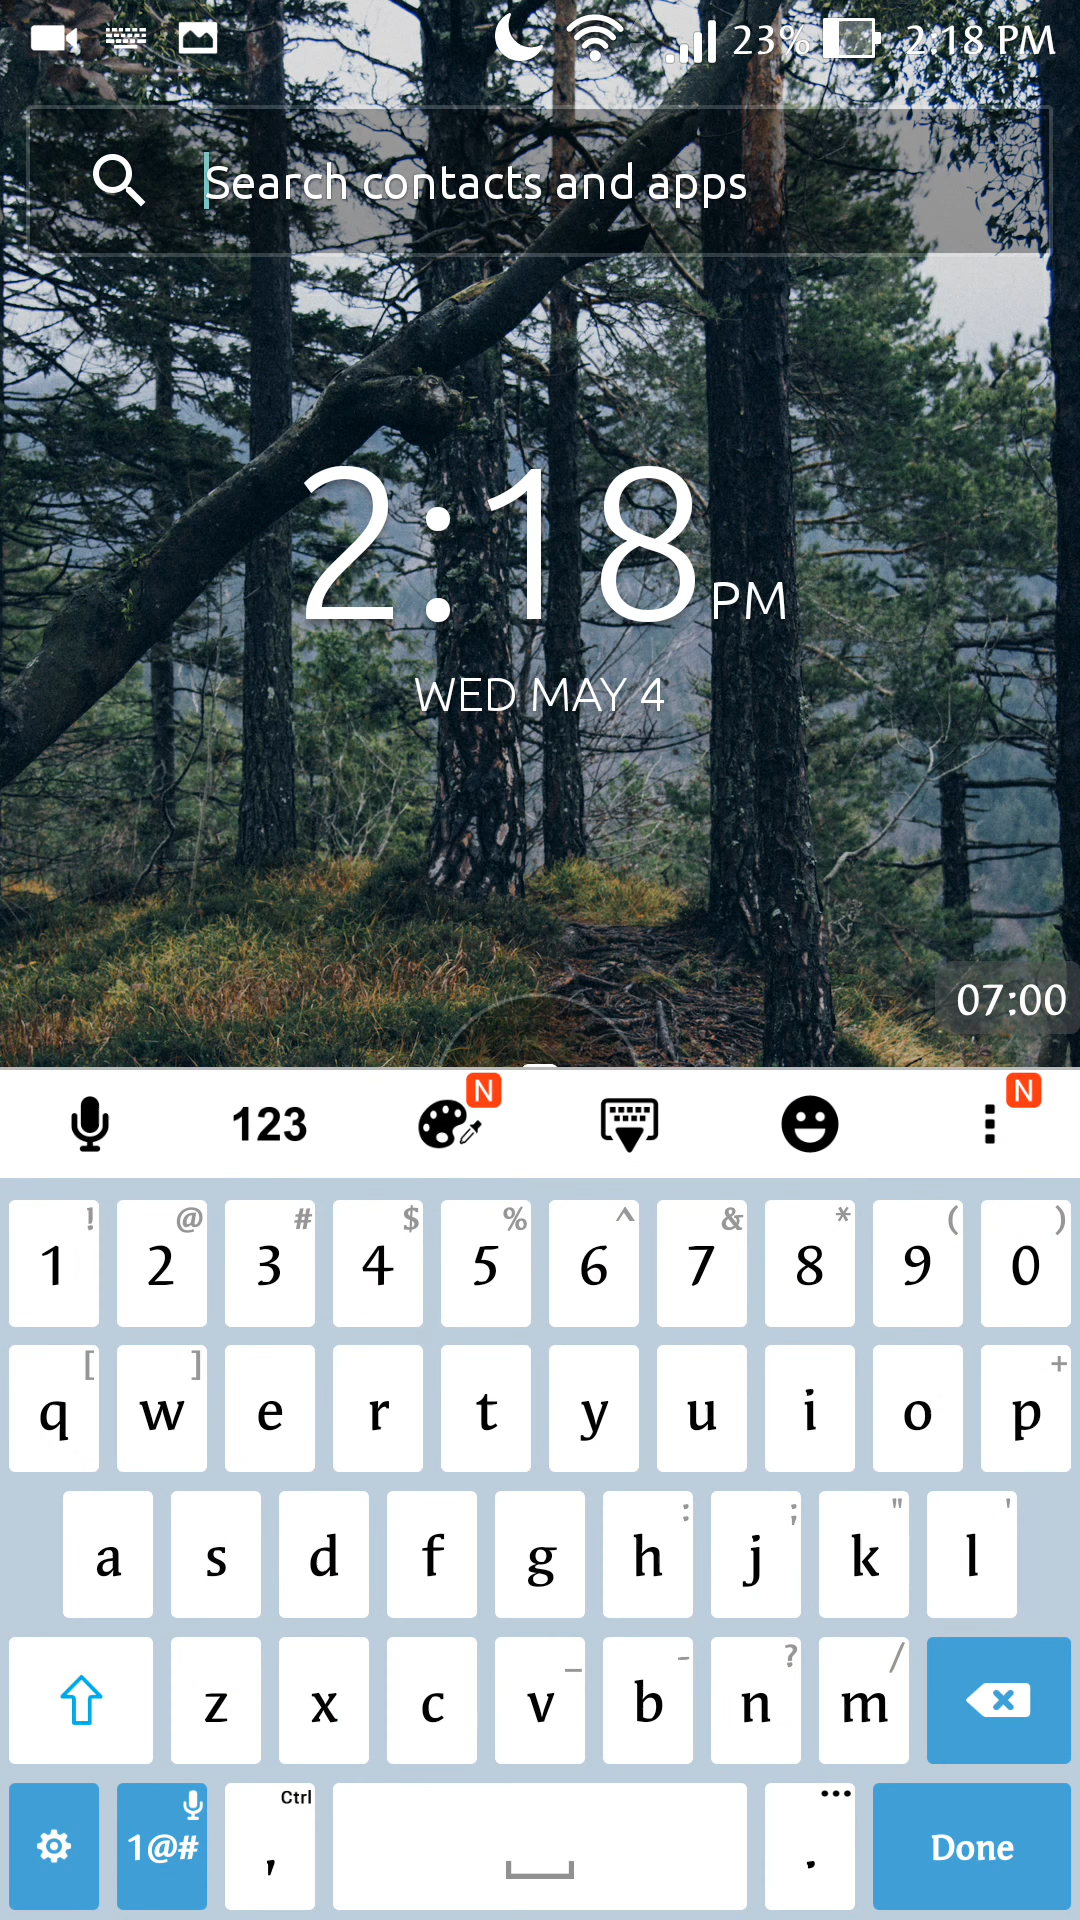 23% 2:18 PM
Search contacts and apps
2:18 PM
WED MAY 4
07:00
N N
123
! @ # $ % ^ & * ( )
1 2 3 4 5 6 7 8 9 0
[ ] +
q w e r t y u i o p
: ; " '
a s d f g h j k l
_ - ? /
z x c v b n m
Ctrl ...
1@# , . Done